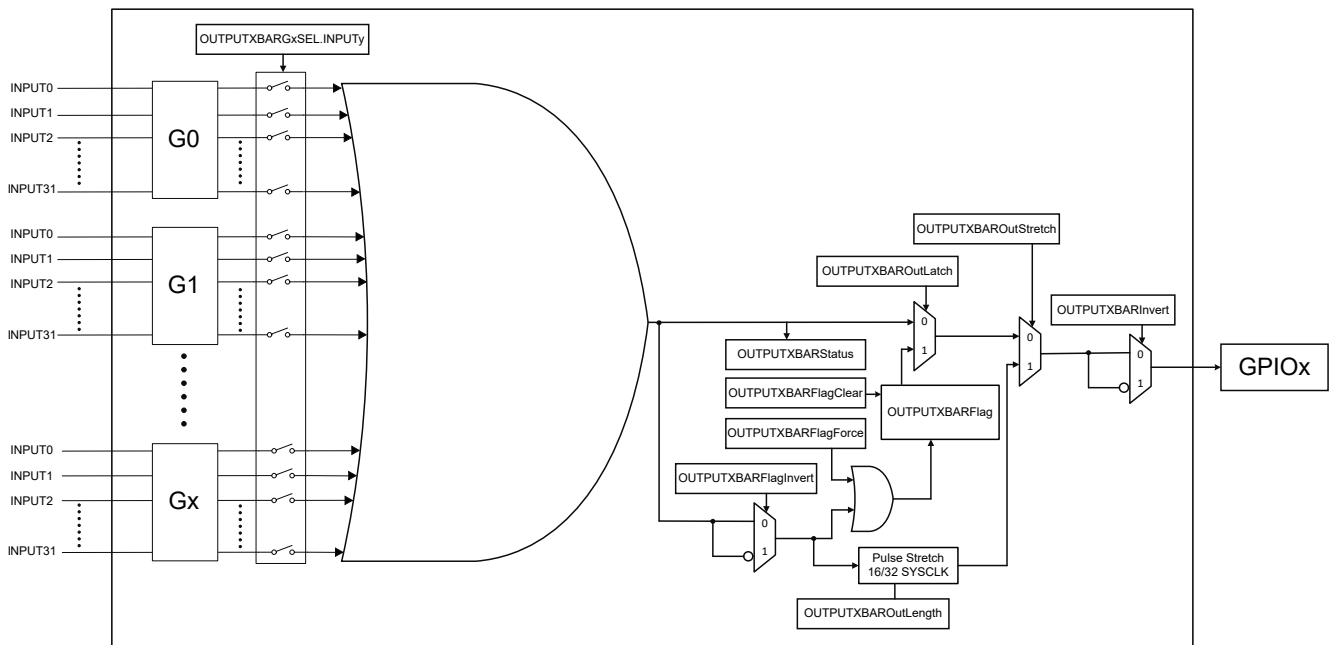 OUTPUTXBARGxSEL.INPUTy
INPUT0
INPUT1
INPUT2
INPUT31
G0
INPUT0
INPUT1
INPUT2
INPUT31
G1
INPUT0
INPUT1
INPUT2
INPUT31
Gx
OUTPUTXBAROutStretch
OUTPUTXBAROutLatch
OUTPUTXBARInvert
0
1
0
1
0
1
OUTPUTXBARStatus
GPIOx
OUTPUTXBARFlagClear
OUTPUTXBARFlag
OUTPUTXBARFlagForce
OUTPUTXBARFlagInvert
0
1
Pulse Stretch
16/32 SYSCLK
OUTPUTXBAROutLength